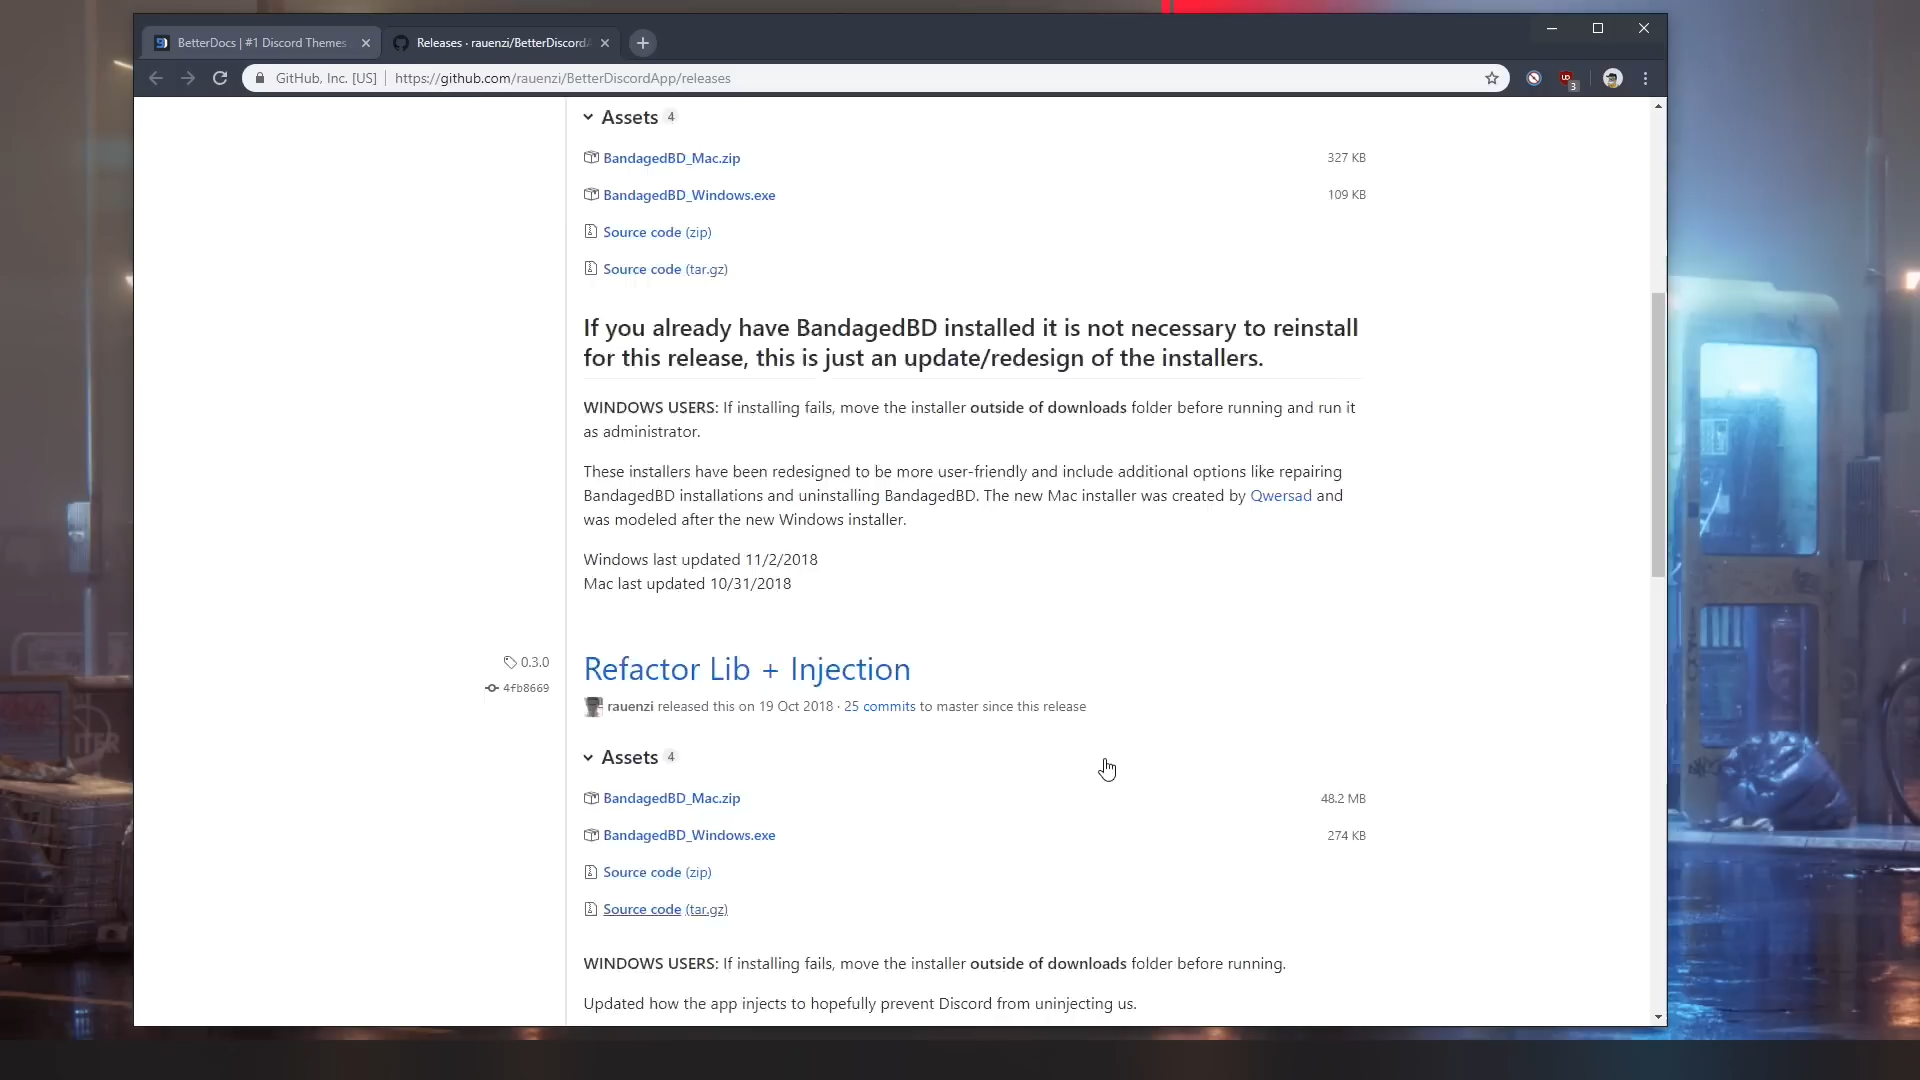 BetterDocs | #1 Discord Themes
Releases · rauenzi/BetterDiscordA
GitHub, Inc. [US]
https://github.com/rauenzi/BetterDiscordApp/releases
3
Assets 4
BandagedBD_Mac.zip 327 KB
BandagedBD_Windows.exe 109 KB
Source code (zip)
Source code (tar.gz)
If you already have BandagedBD installed it is not necessary to reinstall
for this release, this is just an update/redesign of the installers.
WINDOWS USERS: If installing fails, move the installer outside of downloads folder before running and run it
as administrator.
These installers have been redesigned to be more user-friendly and include additional options like repairing
BandagedBD installations and uninstalling BandagedBD. The new Mac installer was created by Qwersad and
was modeled after the new Windows installer.
Windows last updated 11/2/2018
Mac last updated 10/31/2018
0.3.0
4fb8669
Refactor Lib + Injection
rauenzi released this on 19 Oct 2018 · 25 commits to master since this release
Assets 4
BandagedBD_Mac.zip 48.2 MB
BandagedBD_Windows.exe 274 KB
Source code (zip)
Source code (tar.gz)
WINDOWS USERS: If installing fails, move the installer outside of downloads folder before running.
Updated how the app injects to hopefully prevent Discord from uninjecting us.